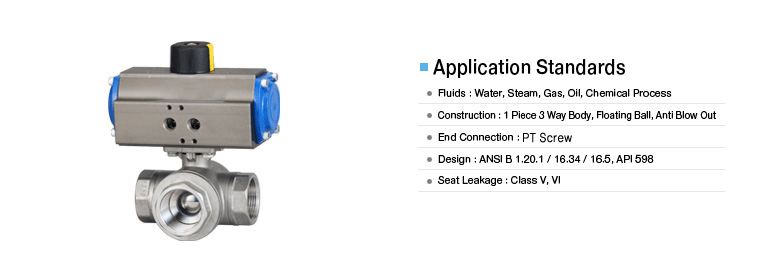 Application Standards
Fluids : Water, Steam, Gas, Oil, Chemical Process
Construction : 1 Piece 3 Way Body, Floating Ball, Anti Blow Out
End Connection : PT Screw
Design : ANSI B 1.20.1 / 16.34 / 16.5, API 598
Seat Leakage : Class V, VI